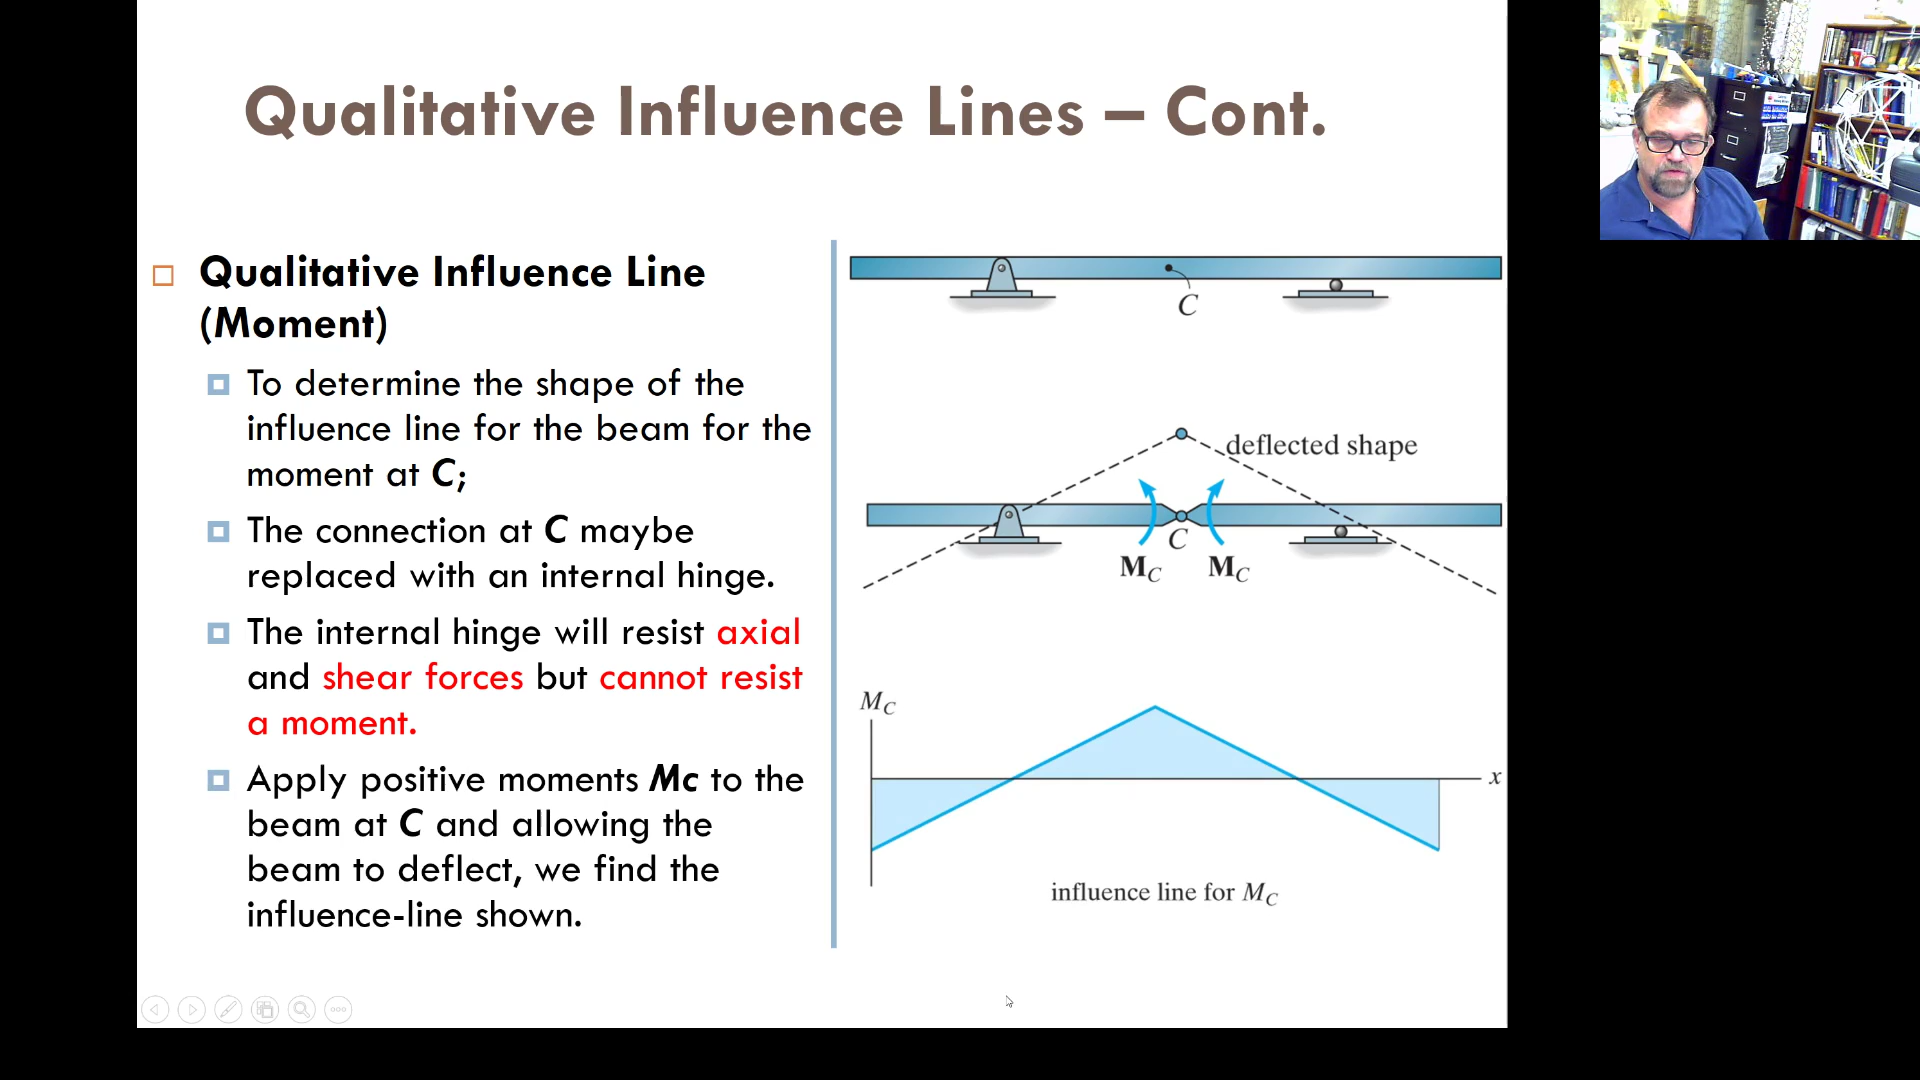 Qualitative Influence Lines – Cont.
Qualitative Influence Line
(Moment)
To determine the shape of the
influence line for the beam for the
moment at C;
The connection at C maybe
replaced with an internal hinge.
The internal hinge will resist axial
and shear forces but cannot resist
a moment.
Apply positive moments Mc to the
beam at C and allowing the
beam to deflect, we find the
influence-line shown.
C
deflected shape
C
MC MC
MC
x
influence line for MC